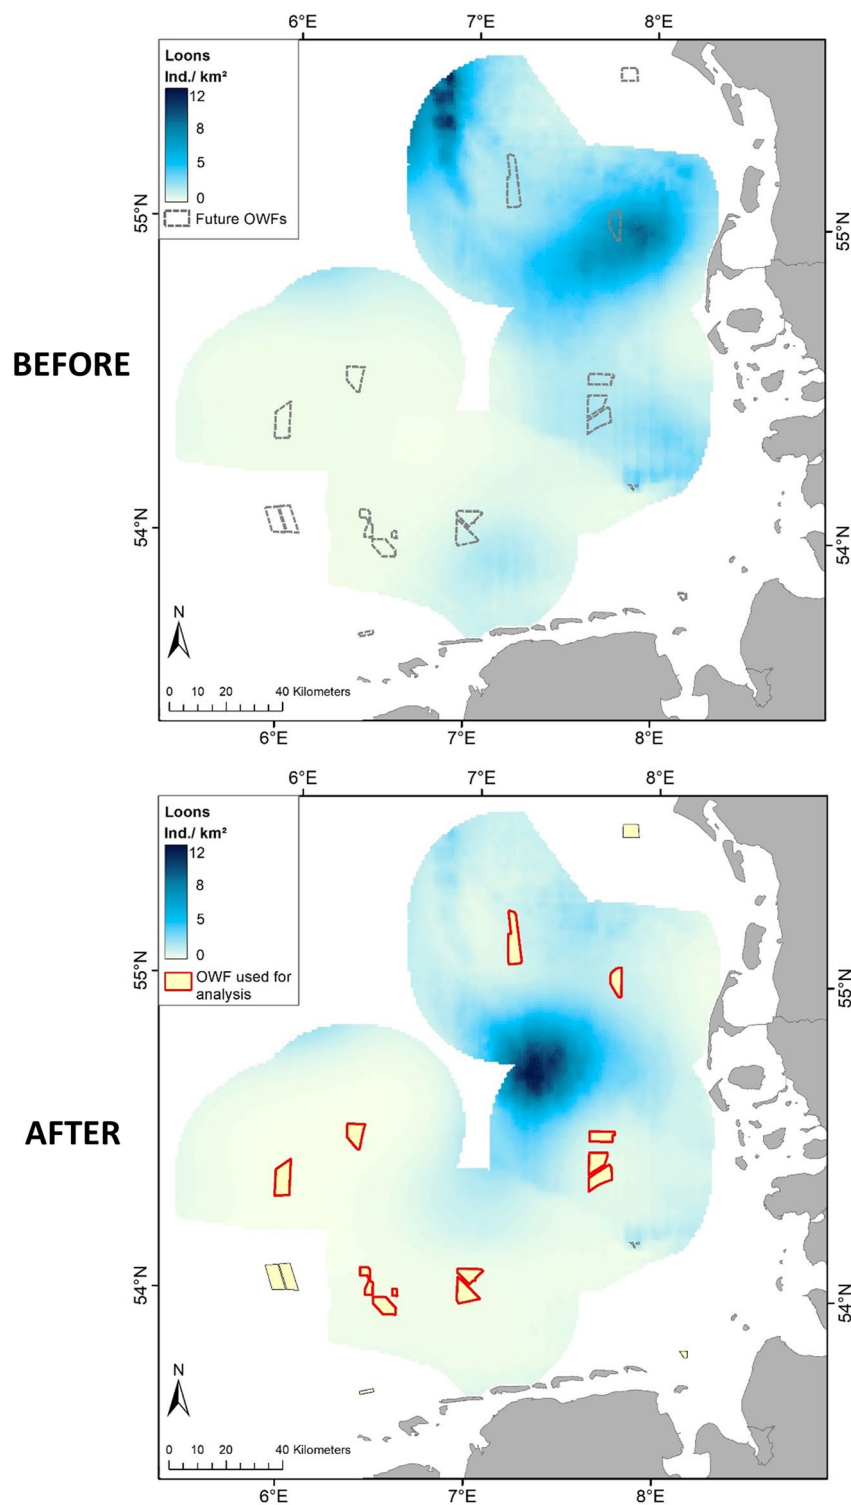 6°E 7°E 8°E
Loons
Ind./ km²
12
8
5
0
Future OWFs
55°N
55°N
BEFORE
54°N
54°N
N
0 10 20 40 Kilometers
6°E 7°E 8°E
6°E 7°E 8°E
Loons
Ind./ km²
12
8
5
0
OWF used for
analysis
55°N
55°N
AFTER
54°N
54°N
N
0 10 20 40 Kilometers
6°E 7°E 8°E